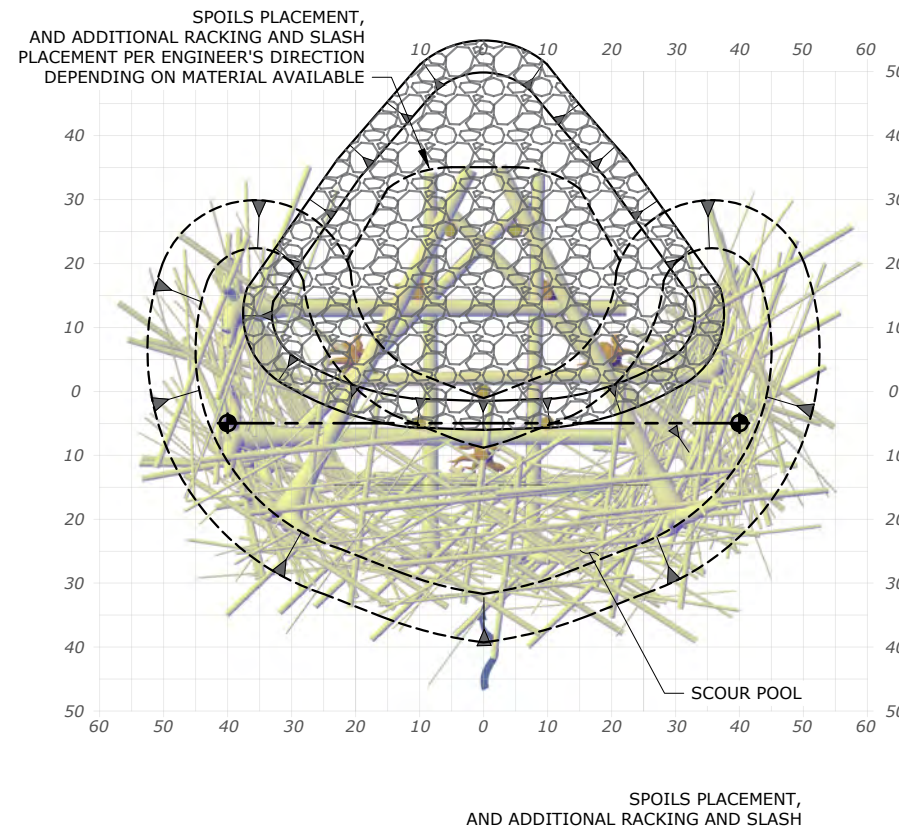 SPOILS PLACEMENT,
AND ADDITIONAL RACKING AND SLASH
PLACEMENT PER ENGINEER'S DIRECTION
DEPENDING ON MATERIAL AVAILABLE
10 0 10 20 30 40 60
50
40
40
30
30
20
20
10
10
0
0
10
10
20
20
30
30
40
40
SCOUR POOL
50
50
60 50 40 30 20 10 0 10 20 30 40 50 60
SPOILS PLACEMENT,
AND ADDITIONAL RACKING AND SLASH